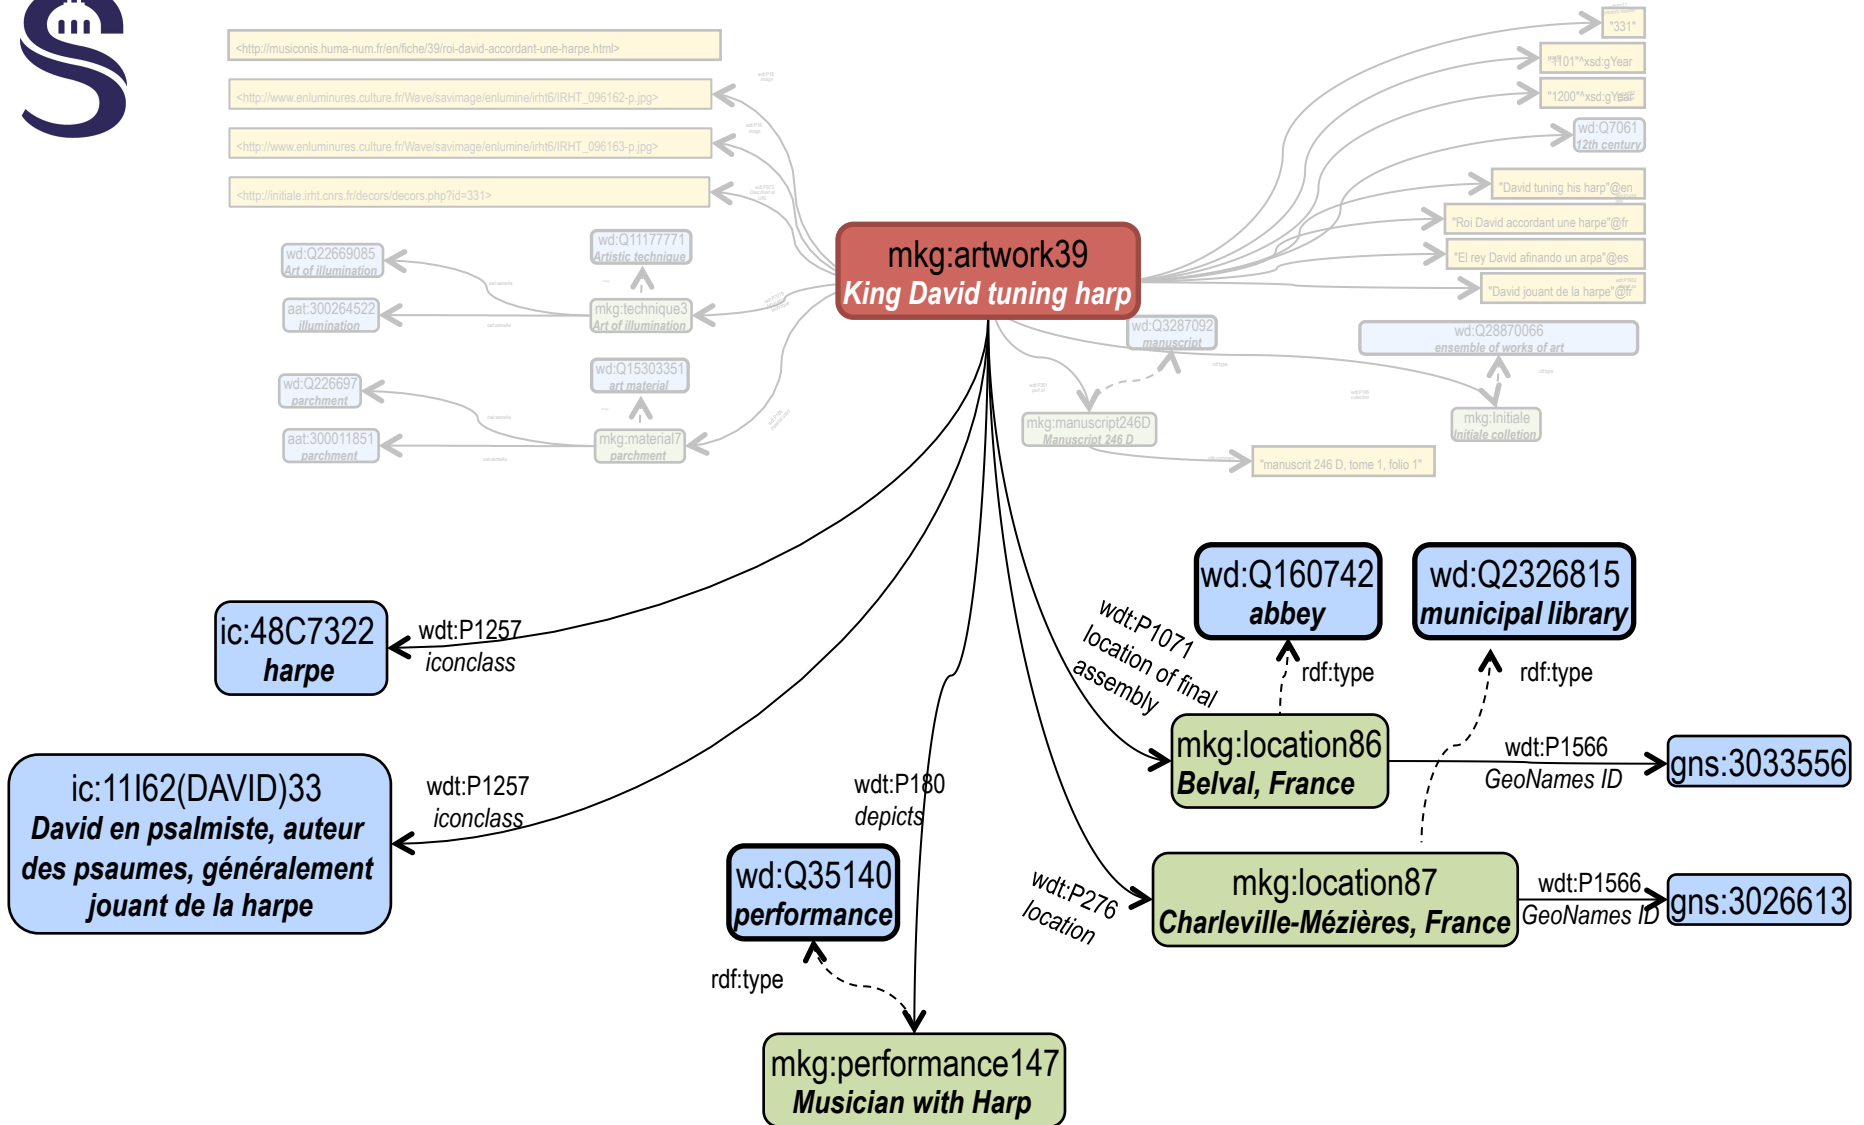 <http://musiconis.huma-num.fr/en/fiche/39/roi-david-accordant-une-harpe.html>
<http://www.enluminures.culture.fr/Wave/savimage/enlumine/irht6/IRHT_096162-p.jpg>
<http://www.enluminures.culture.fr/Wave/savimage/enlumine/irht6/IRHT_096163-p.jpg>
<http://initiale.irht.cnrs.fr/decors/decors.php?id=331>
"331"
"1101"^xsd:gYear
"1200"^xsd:gYear
wd:Q7061
12th century
"David tuning his harp"@en
"Roi David accordant une harpe"@fr
"El rey David afinando un arpa"@es
"David jouant de la harpe"@fr
mkg:artwork39
King David tuning harp
wd:Q22669085
Art of illumination
wd:Q11177771
Artistic technique
aat:300264522
illumination
mkg:technique3
Art of illumination
wd:Q226697
parchment
wd:Q15303351
art material
aat:300011851
parchment
mkg:material7
parchment
wd:Q3287092
manuscript
wd:Q28870066
ensemble of works of art
mkg:manuscript246D
Manuscript 246 D
mkg:Initiale
Initiale colletion
"manuscrit 246 D, tome 1, folio 1"
ic:48C7322
harpe
wdt:P1257
iconclass
ic:11I62(DAVID)33
David en psalmiste, auteur
des psaumes, généralement
jouant de la harpe
wdt:P1257
iconclass
wdt:P180
depicts
wd:Q35140
performance
rdf:type
mkg:performance147
Musician with Harp
wdt:P1071
location of final
assembly
wd:Q160742
abbey
wd:Q2326815
municipal library
rdf:type
rdf:type
mkg:location86
Belval, France
wdt:P1566
GeoNames ID
gns:3033556
wdt:P276
location
mkg:location87
Charleville-Mézières, France
wdt:P1566
GeoNames ID
gns:3026613